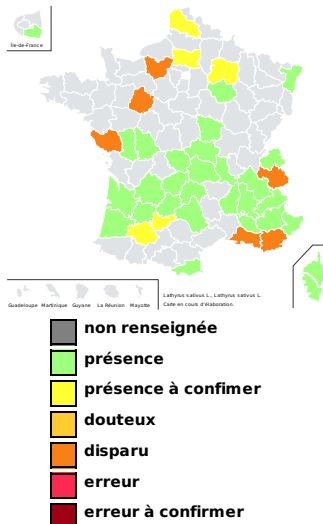 Île-de-France
Guadeloupe Martinique Guyane La Réunion Mayotte
Lathyrus sativus L., Lathyrus sativus L.
Carte en cours d'élaboration.
non renseignée
présence
présence à confimer
douteux
disparu
erreur
erreur à confirmer